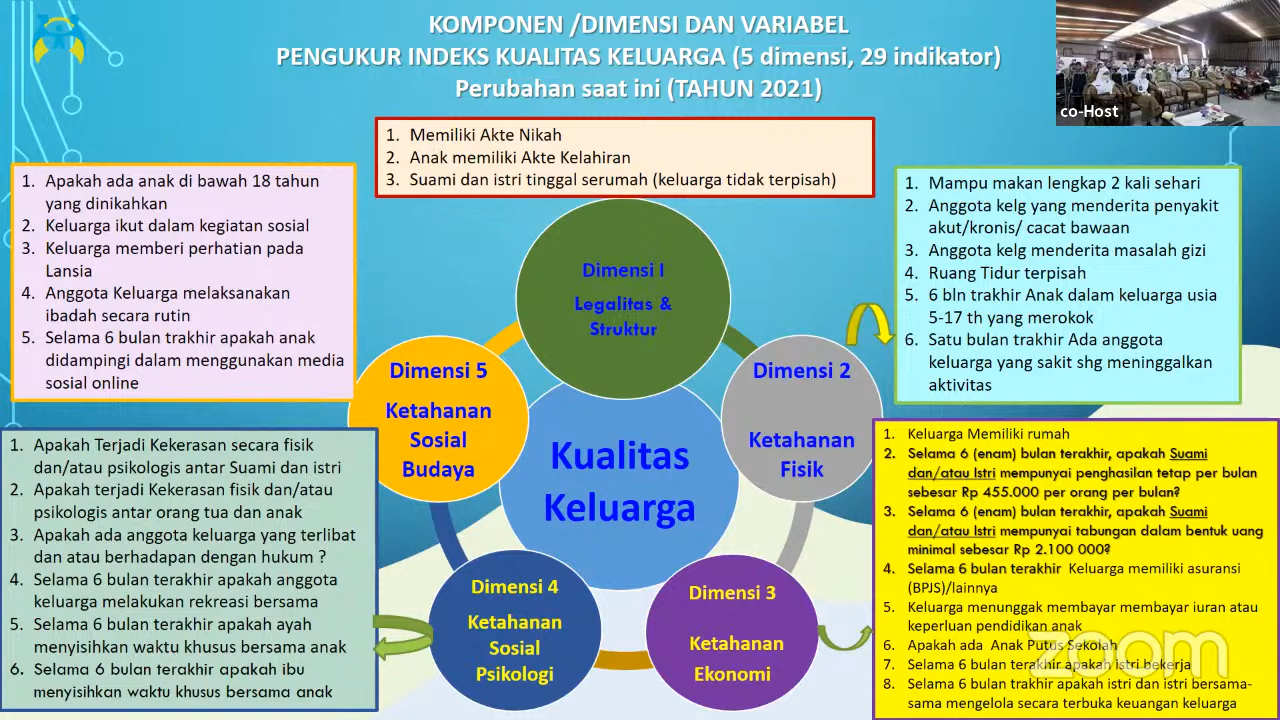 KOMPONEN /DIMENSI DAN VARIABEL
PENGUKUR INDEKS KUALITAS KELUARGA (5 dimensi, 29 indikator)
Perubahan saat ini (TAHUN 2021)
co-Host
1. Memiliki Akte Nikah
2. Anak memiliki Akte Kelahiran
3. Suami dan istri tinggal serumah (keluarga tidak terpisah)
1. Apakah ada anak di bawah 18 tahun
yang dinikahkan
2. Keluarga ikut dalam kegiatan sosial
3. Keluarga memberi perhatian pada
Lansia
4. Anggota Keluarga melaksanakan
ibadah secara rutin
5. Selama 6 bulan trakhir apakah anak
didampingi dalam menggunakan media
sosial online
1. Mampu makan lengkap 2 kali sehari
2. Anggota kelg yang menderita penyakit
akut/kronis/ cacat bawaan
3. Anggota kelg menderita masalah gizi
4. Ruang Tidur terpisah
5. 6 bln trakhir Anak dalam keluarga usia
5-17 th yang merokok
6. Satu bulan trakhir Ada anggota
keluarga yang sakit shg meninggalkan
aktivitas
Dimensi I
Legalitas &
Struktur
Dimensi 5
Ketahanan
Sosial
Budaya
Dimensi 2
Ketahanan
Fisik
Kualitas
Keluarga
1. Apakah Terjadi Kekerasan secara fisik
dan/atau psikologis antar Suami dan istri
2. Apakah terjadi Kekerasan fisik dan/atau
psikologis antar orang tua dan anak
3. Apakah ada anggota keluarga yang terlibat
dan atau berhadapan dengan hukum ?
4. Selama 6 bulan terakhir apakah anggota
keluarga melakukan rekreasi bersama
5. Selama 6 bulan terakhir apakah ayah
menyisihkan waktu khusus bersama anak
6. Selama 6 bulan terakhir apakah ibu
menyisihkan waktu khusus bersama anak
Dimensi 4
Ketahanan
Sosial
Psikologi
Dimensi 3
Ketahanan
Ekonomi
1. Keluarga Memiliki rumah
2. Selama 6 (enam) bulan terakhir, apakah Suami
dan/atau Istri mempunyai penghasilan tetap per bulan
sebesar Rp 455.000 per orang per bulan?
3. Selama 6 (enam) bulan terakhir, apakah Suami
dan/atau Istri mempunyai tabungan dalam bentuk uang
minimal sebesar Rp 2.100 000?
4. Selama 6 bulan terakhir Keluarga memiliki asuransi
(BPJS)/lainnya
5. Keluarga menunggak membayar membayar iuran atau
keperluan pendidikan anak
6. Apakah ada Anak Putus Sekolah
7. Selama 6 bulan terakhir apakah istri bekerja
8. Selama 6 bulan trakhir apakah istri dan istri bersama-
sama mengelola secara terbuka keuangan keluarga
zoom